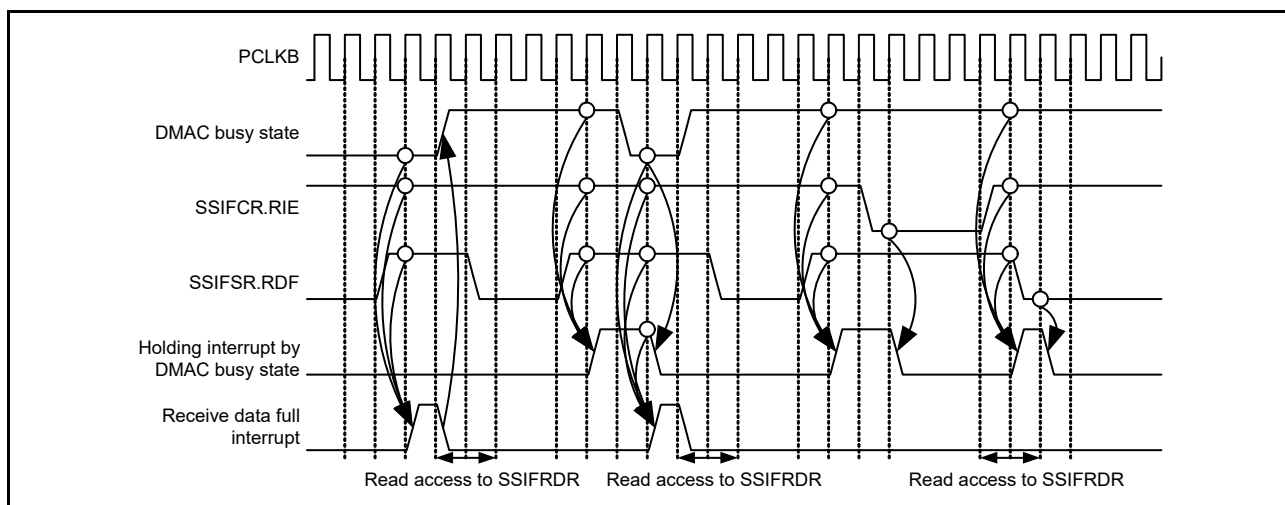 PCLKB
DMAC busy state
SSIFCR.RIE
SSIFSR.RDF
Holding interrupt by
DMAC busy state
Receive data full
interrupt
Read access to SSIFRDR Read access to SSIFRDR Read access to SSIFRDR